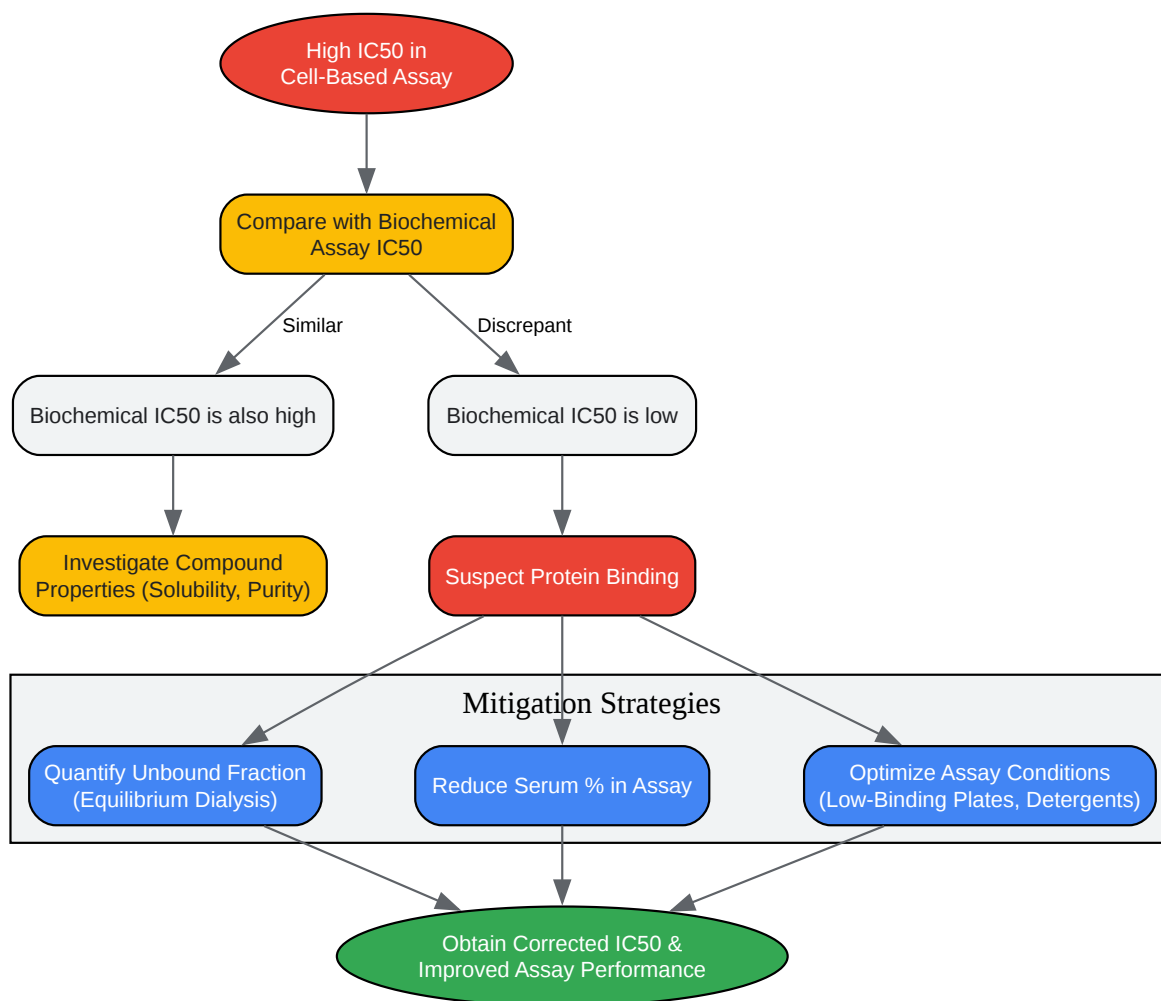 High IC50 in
Cell-Based Assay
Compare with Biochemical
Assay IC50
Similar
Discrepant
Biochemical IC50 is also high
Biochemical IC50 is low
Investigate Compound
Properties (Solubility, Purity)
Suspect Protein Binding
Mitigation Strategies
Quantify Unbound Fraction
(Equilibrium Dialysis)
Reduce Serum % in Assay
Optimize Assay Conditions
(Low-Binding Plates, Detergents)
Obtain Corrected IC50 &
Improved Assay Performance